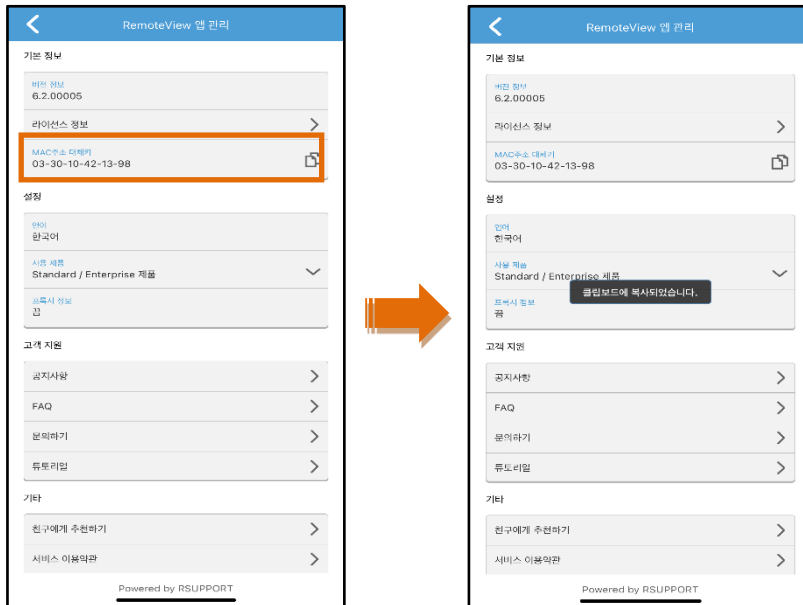 RemoteView 앱 관리
기본 정보
버전 정보
6.2.00005
라이선스 정보
MAC주소 대체키
03-30-10-42-13-98
설정
언어
한국어
사용 제품
Standard / Enterprise 제품
프록시 정보
끔
고객 지원
공지사항
FAQ
문의하기
튜토리얼
기타
친구에게 추천하기
서비스 이용약관
Powered by RSUPPORT
RemoteView 앱 관리
기본 정보
버전 정보
6.2.00005
라이선스 정보
MAC주소 대체키
03-30-10-42-13-98
설정
언어
한국어
사용 제품
Standard / Enterprise 제품
클립보드에 복사되었습니다.
프록시 정보
끔
고객 지원
공지사항
FAQ
문의하기
튜토리얼
기타
친구에게 추천하기
서비스 이용약관
Powered by RSUPPORT